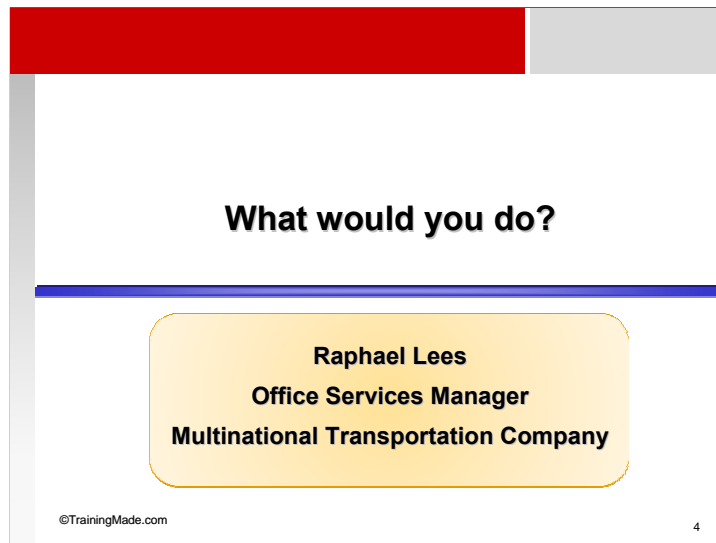 What would you do?
Raphael Lees
Office Services Manager
Multinational Transportation Company
©TrainingMade.com
4